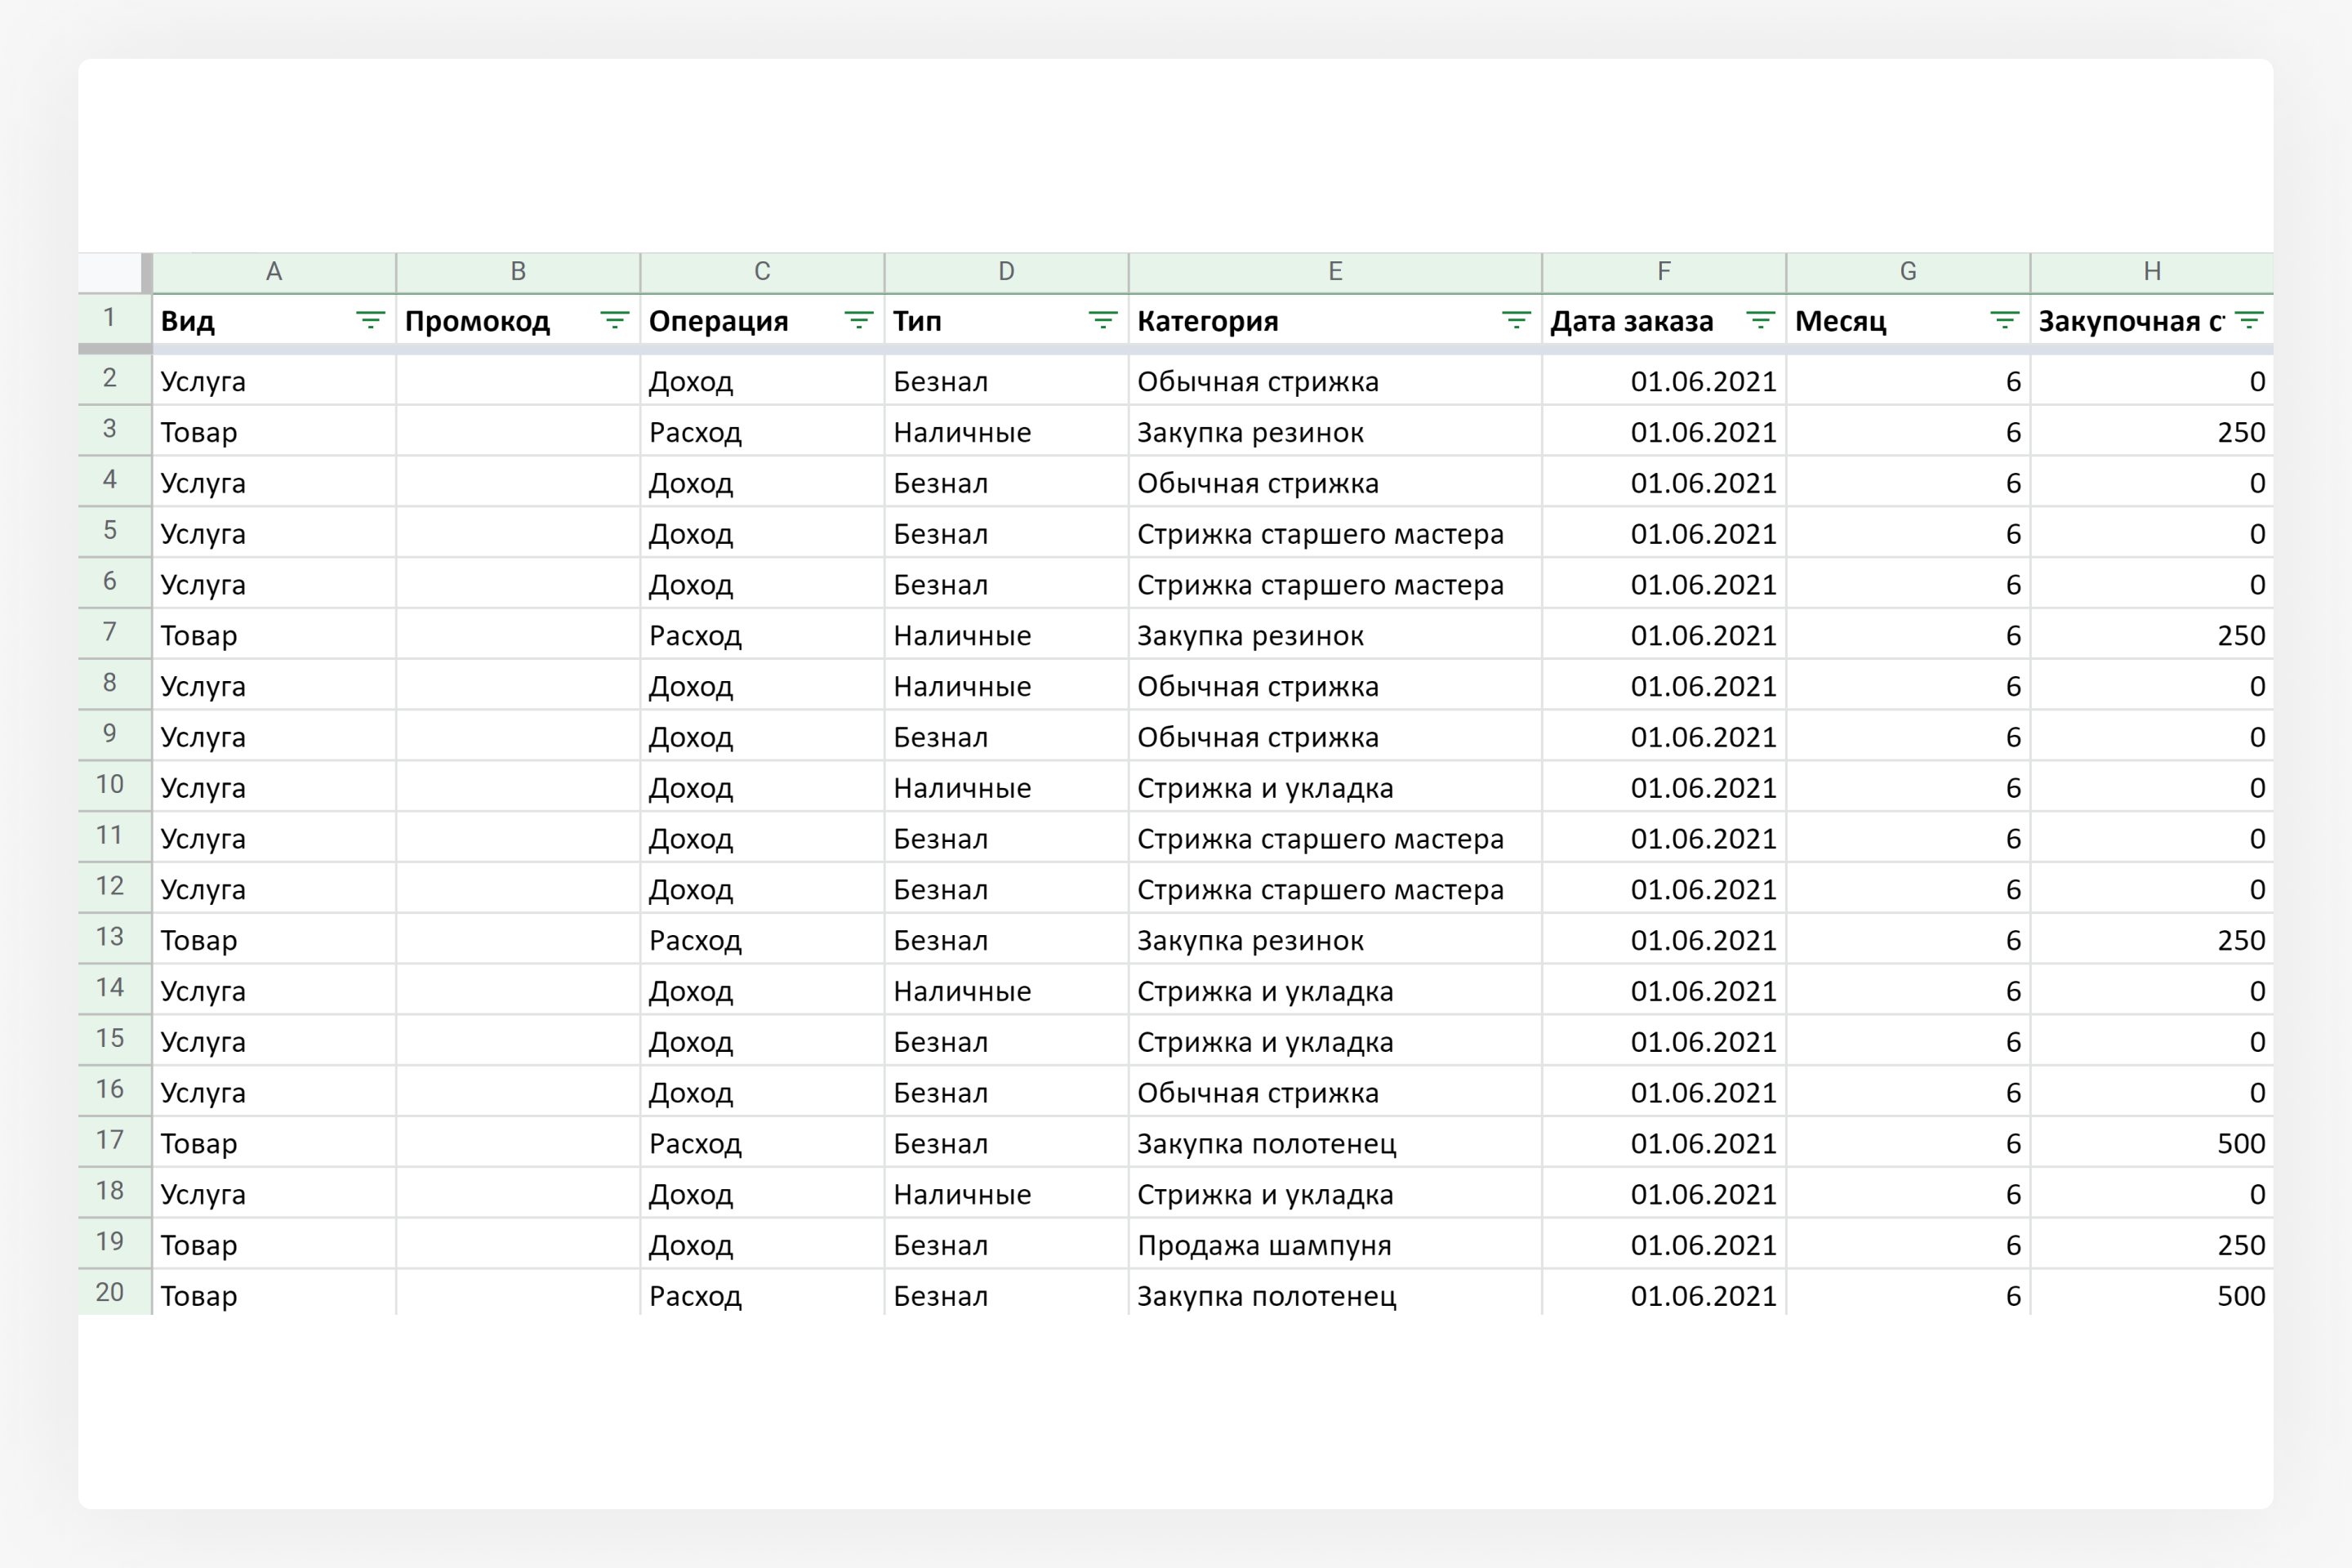 A B C D E F G H
1 Вид Промокод Операция Тип Категория Дата заказа Месяц Закупочная
2 Услуга Доход Безнал Обычная стрижка 01.06.2021 6 0
3 Товар Расход Наличные Закупка резинок 01.06.2021 6 250
4 Услуга Доход Безнал Обычная стрижка 01.06.2021 6 0
5 Услуга Доход Безнал Стрижка старшего мастера 01.06.2021 6 0
6 Услуга Доход Безнал Стрижка старшего мастера 01.06.2021 6 0
7 Товар Расход Наличные Закупка резинок 01.06.2021 6 250
8 Услуга Доход Наличные Обычная стрижка 01.06.2021 6 0
9 Услуга Доход Безнал Обычная стрижка 01.06.2021 6 0
10 Услуга Доход Наличные Стрижка и укладка 01.06.2021 6 0
11 Услуга Доход Безнал Стрижка старшего мастера 01.06.2021 6 0
12 Услуга Доход Безнал Стрижка старшего мастера 01.06.2021 6 0
13 Товар Расход Безнал Закупка резинок 01.06.2021 6 250
14 Услуга Доход Наличные Стрижка и укладка 01.06.2021 6 0
15 Услуга Доход Безнал Стрижка и укладка 01.06.2021 6 0
16 Услуга Доход Безнал Обычная стрижка 01.06.2021 6 0
17 Товар Расход Безнал Закупка полотенец 01.06.2021 6 500
18 Услуга Доход Наличные Стрижка и укладка 01.06.2021 6 0
19 Товар Доход Безнал Продажа шампуня 01.06.2021 6 250
20 Товар Расход Безнал Закупка полотенец 01.06.2021 6 500